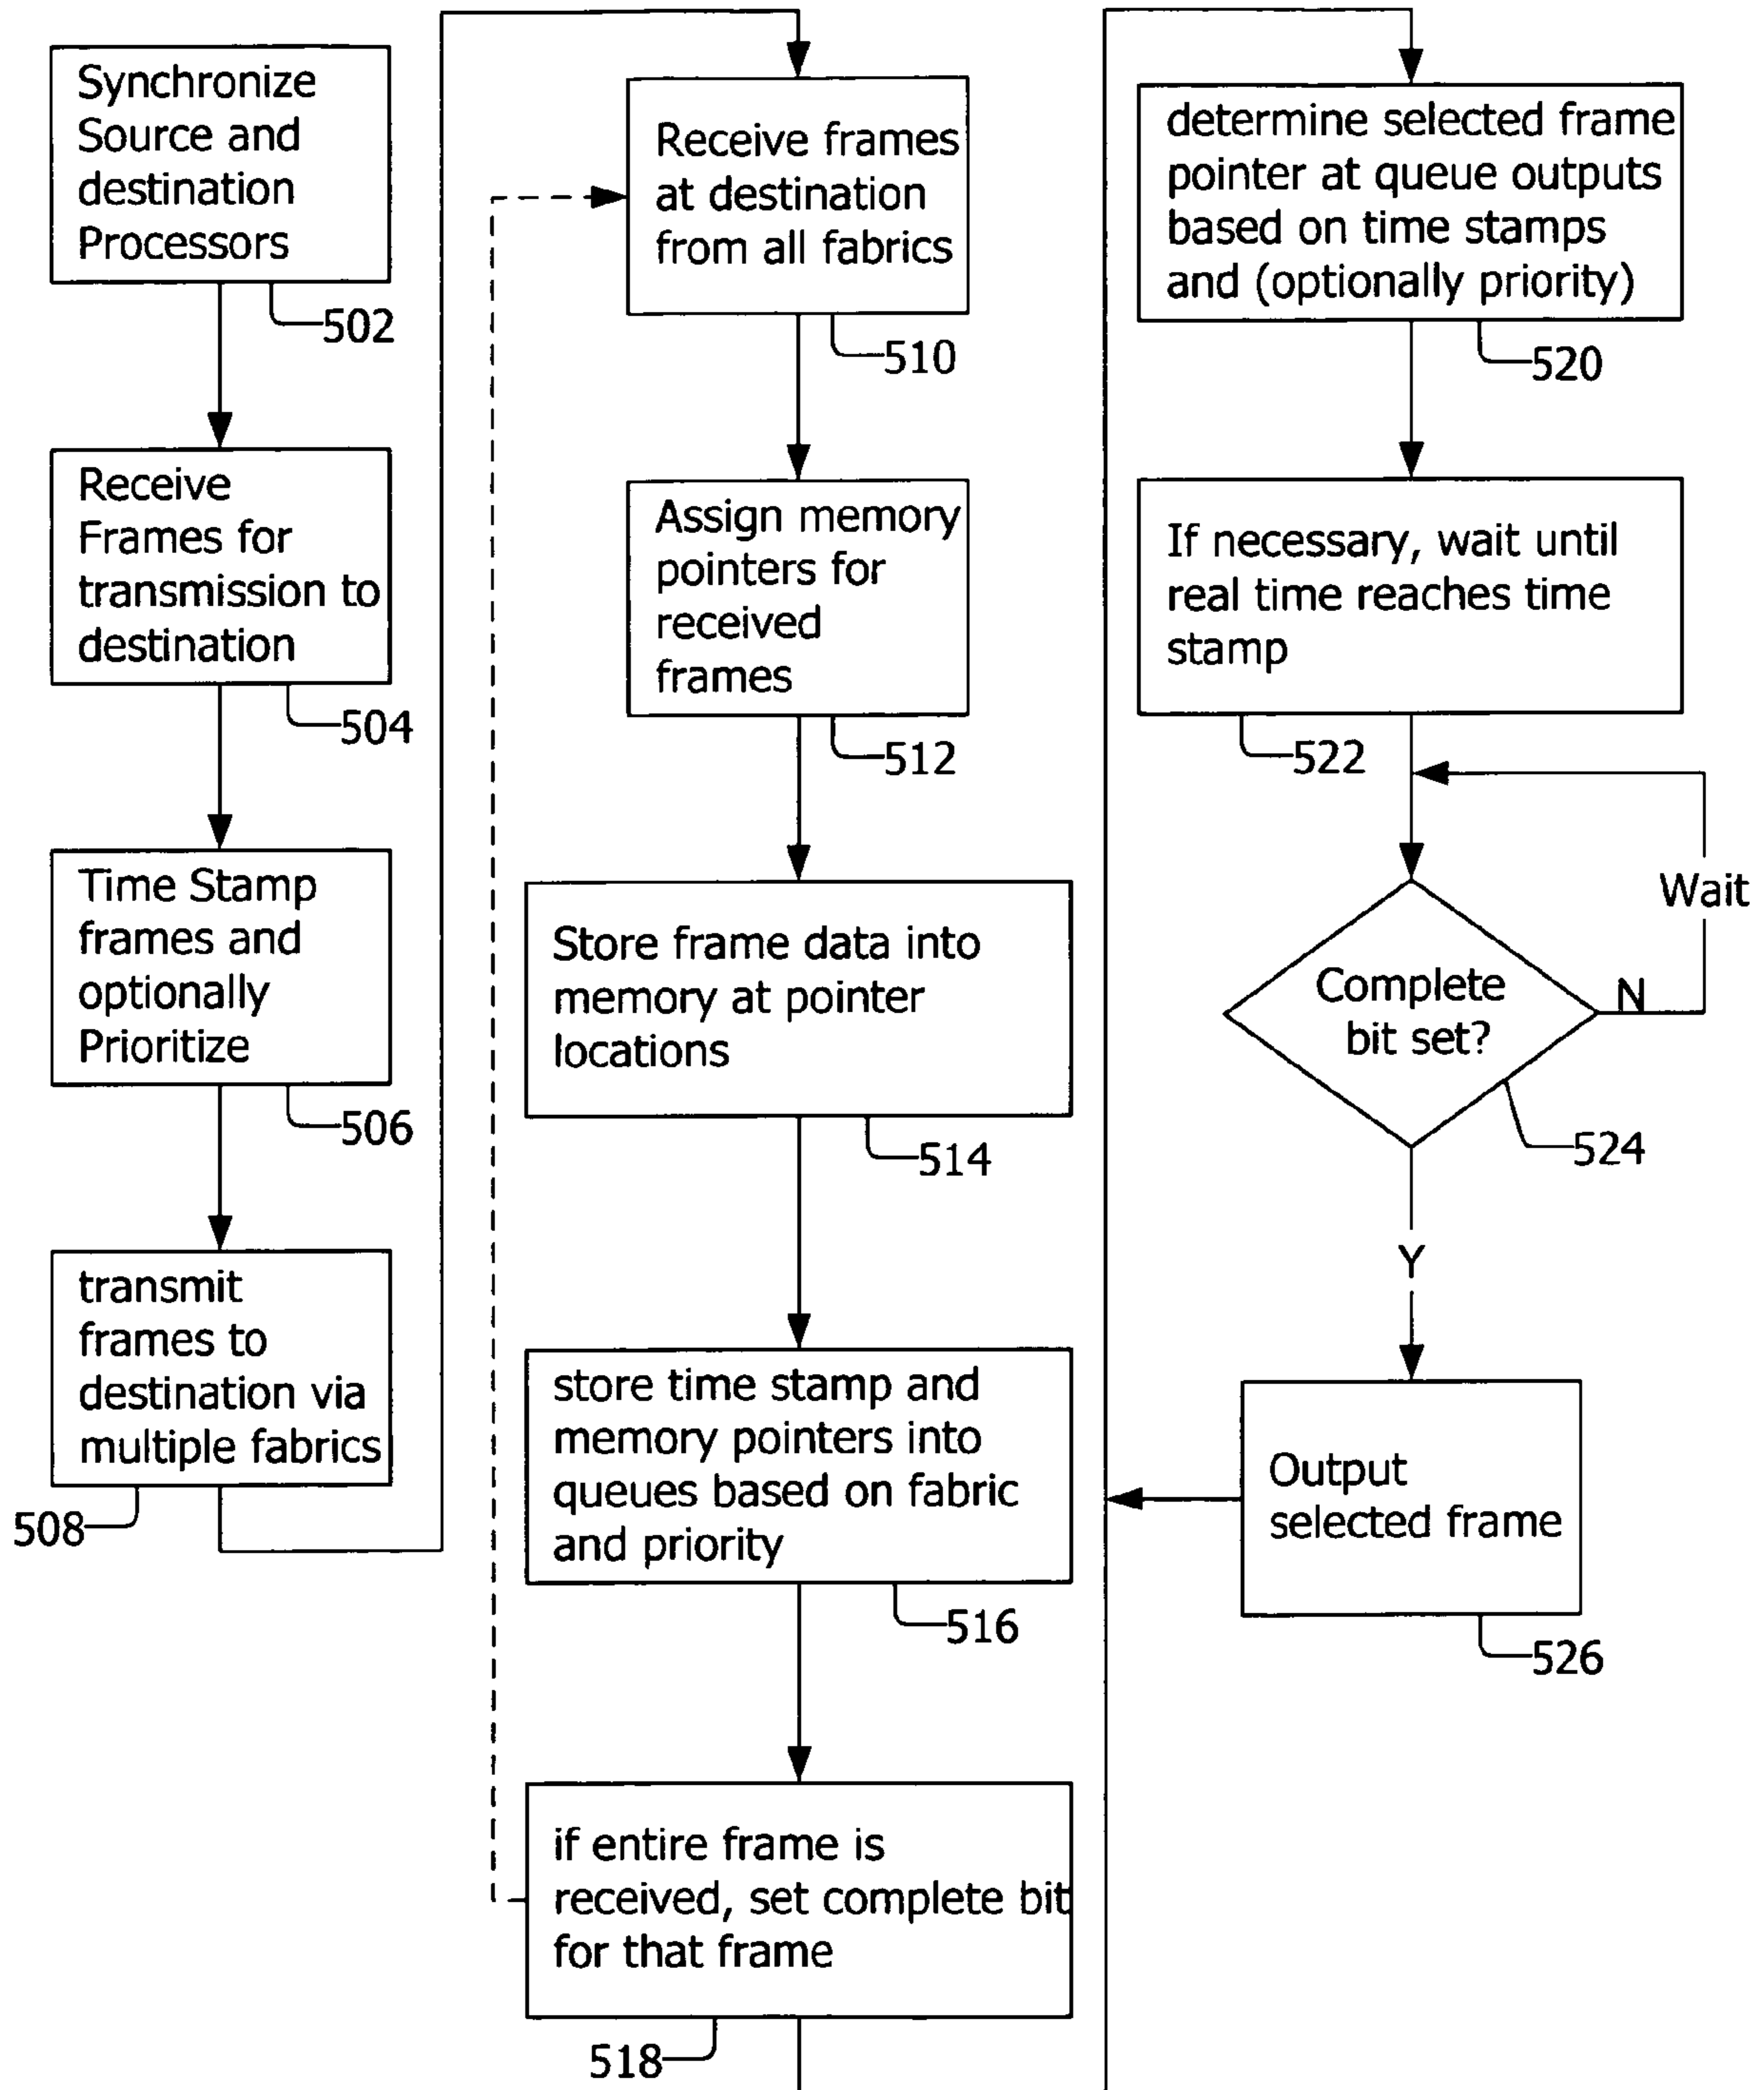 Synchronize
Source and
destination
Processors
502
Receive
Frames for
transmission to
destination
504
Time Stamp
frames and
optionally
Prioritize
506
transmit
frames to
destination via
multiple fabrics
508
Receive frames
at destination
from all fabrics
510
Assign memory
pointers for
received
frames
512
Store frame data into
memory at pointer
locations
514
store time stamp and
memory pointers into
queues based on fabric
and priority
516
if entire frame is
received, set complete bit
for that frame
518
determine selected frame
pointer at queue outputs
based on time stamps
and (optionally priority)
520
If necessary, wait until
real time reaches time
stamp
522
Wait
Complete
bit set?
N
524
Y
Output
selected frame
526